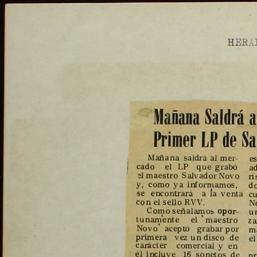 HERA
Mañana Saldrá a
Primer LP de Sa
Mañana saldrá al mer-
cado el LP que grabó
el maestro Salvador Novo
y, como ya informamos,
se encontrará a la venta
con el sello RVV.
Como señalamos opor-
tunamente el maestro
Novo aceptó grabar por
primera vez un disco de
carácter comercial y en
él incluye 16 sonetos de